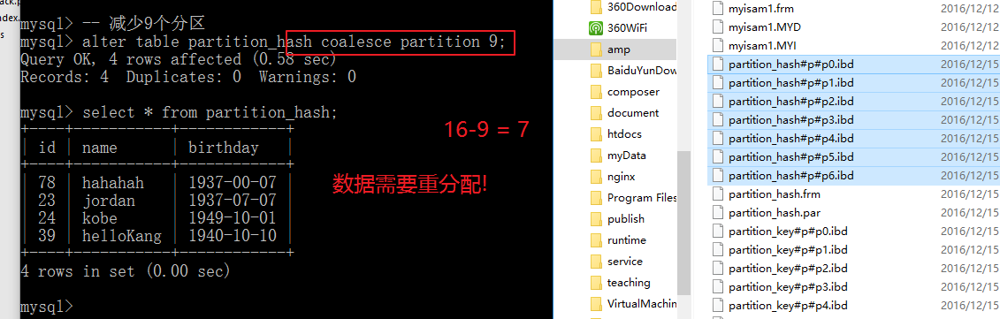 ack.p
ndex.
s
mysql> -- 减少9个分区
mysql> alter table partition_hash coalesce partition 9;
Query OK, 4 rows affected (0.58 sec)
Records: 4  Duplicates: 0  Warnings: 0
mysql> select * from partition_hash;
+----+-----------+------------+
| id | name | birthday |
+----+-----------+------------+
| 78 | hahahah | 1937-00-07 |
| 23 | jordan | 1937-07-07 |
| 24 | kobe | 1949-10-01 |
| 39 | helloKang | 1940-10-10 |
+----+-----------+------------+
4 rows in set (0.00 sec)
mysql>
16-9 = 7
数据需要重分配!
360Download
360WiFi
amp
BaiduYunDow
composer
document
htdocs
myData
nginx
Program Files
publish
runtime
service
teaching
VirtualMachin
myisam1.frm 2016/12/15
myisam1.MYD 2016/12/15
myisam1.MYI 2016/12/15
partition_hash#p#p0.ibd 2016/12/15
partition_hash#p#p1.ibd 2016/12/15
partition_hash#p#p2.ibd 2016/12/15
partition_hash#p#p3.ibd 2016/12/15
partition_hash#p#p4.ibd 2016/12/15
partition_hash#p#p5.ibd 2016/12/15
partition_hash#p#p6.ibd 2016/12/15
partition_hash.frm 2016/12/15
partition_hash.par 2016/12/15
partition_key#p#p0.ibd 2016/12/15
partition_key#p#p1.ibd 2016/12/15
partition_key#p#p2.ibd 2016/12/15
partition_key#p#p3.ibd 2016/12/15
partition_key#p#p4.ibd 2016/12/15